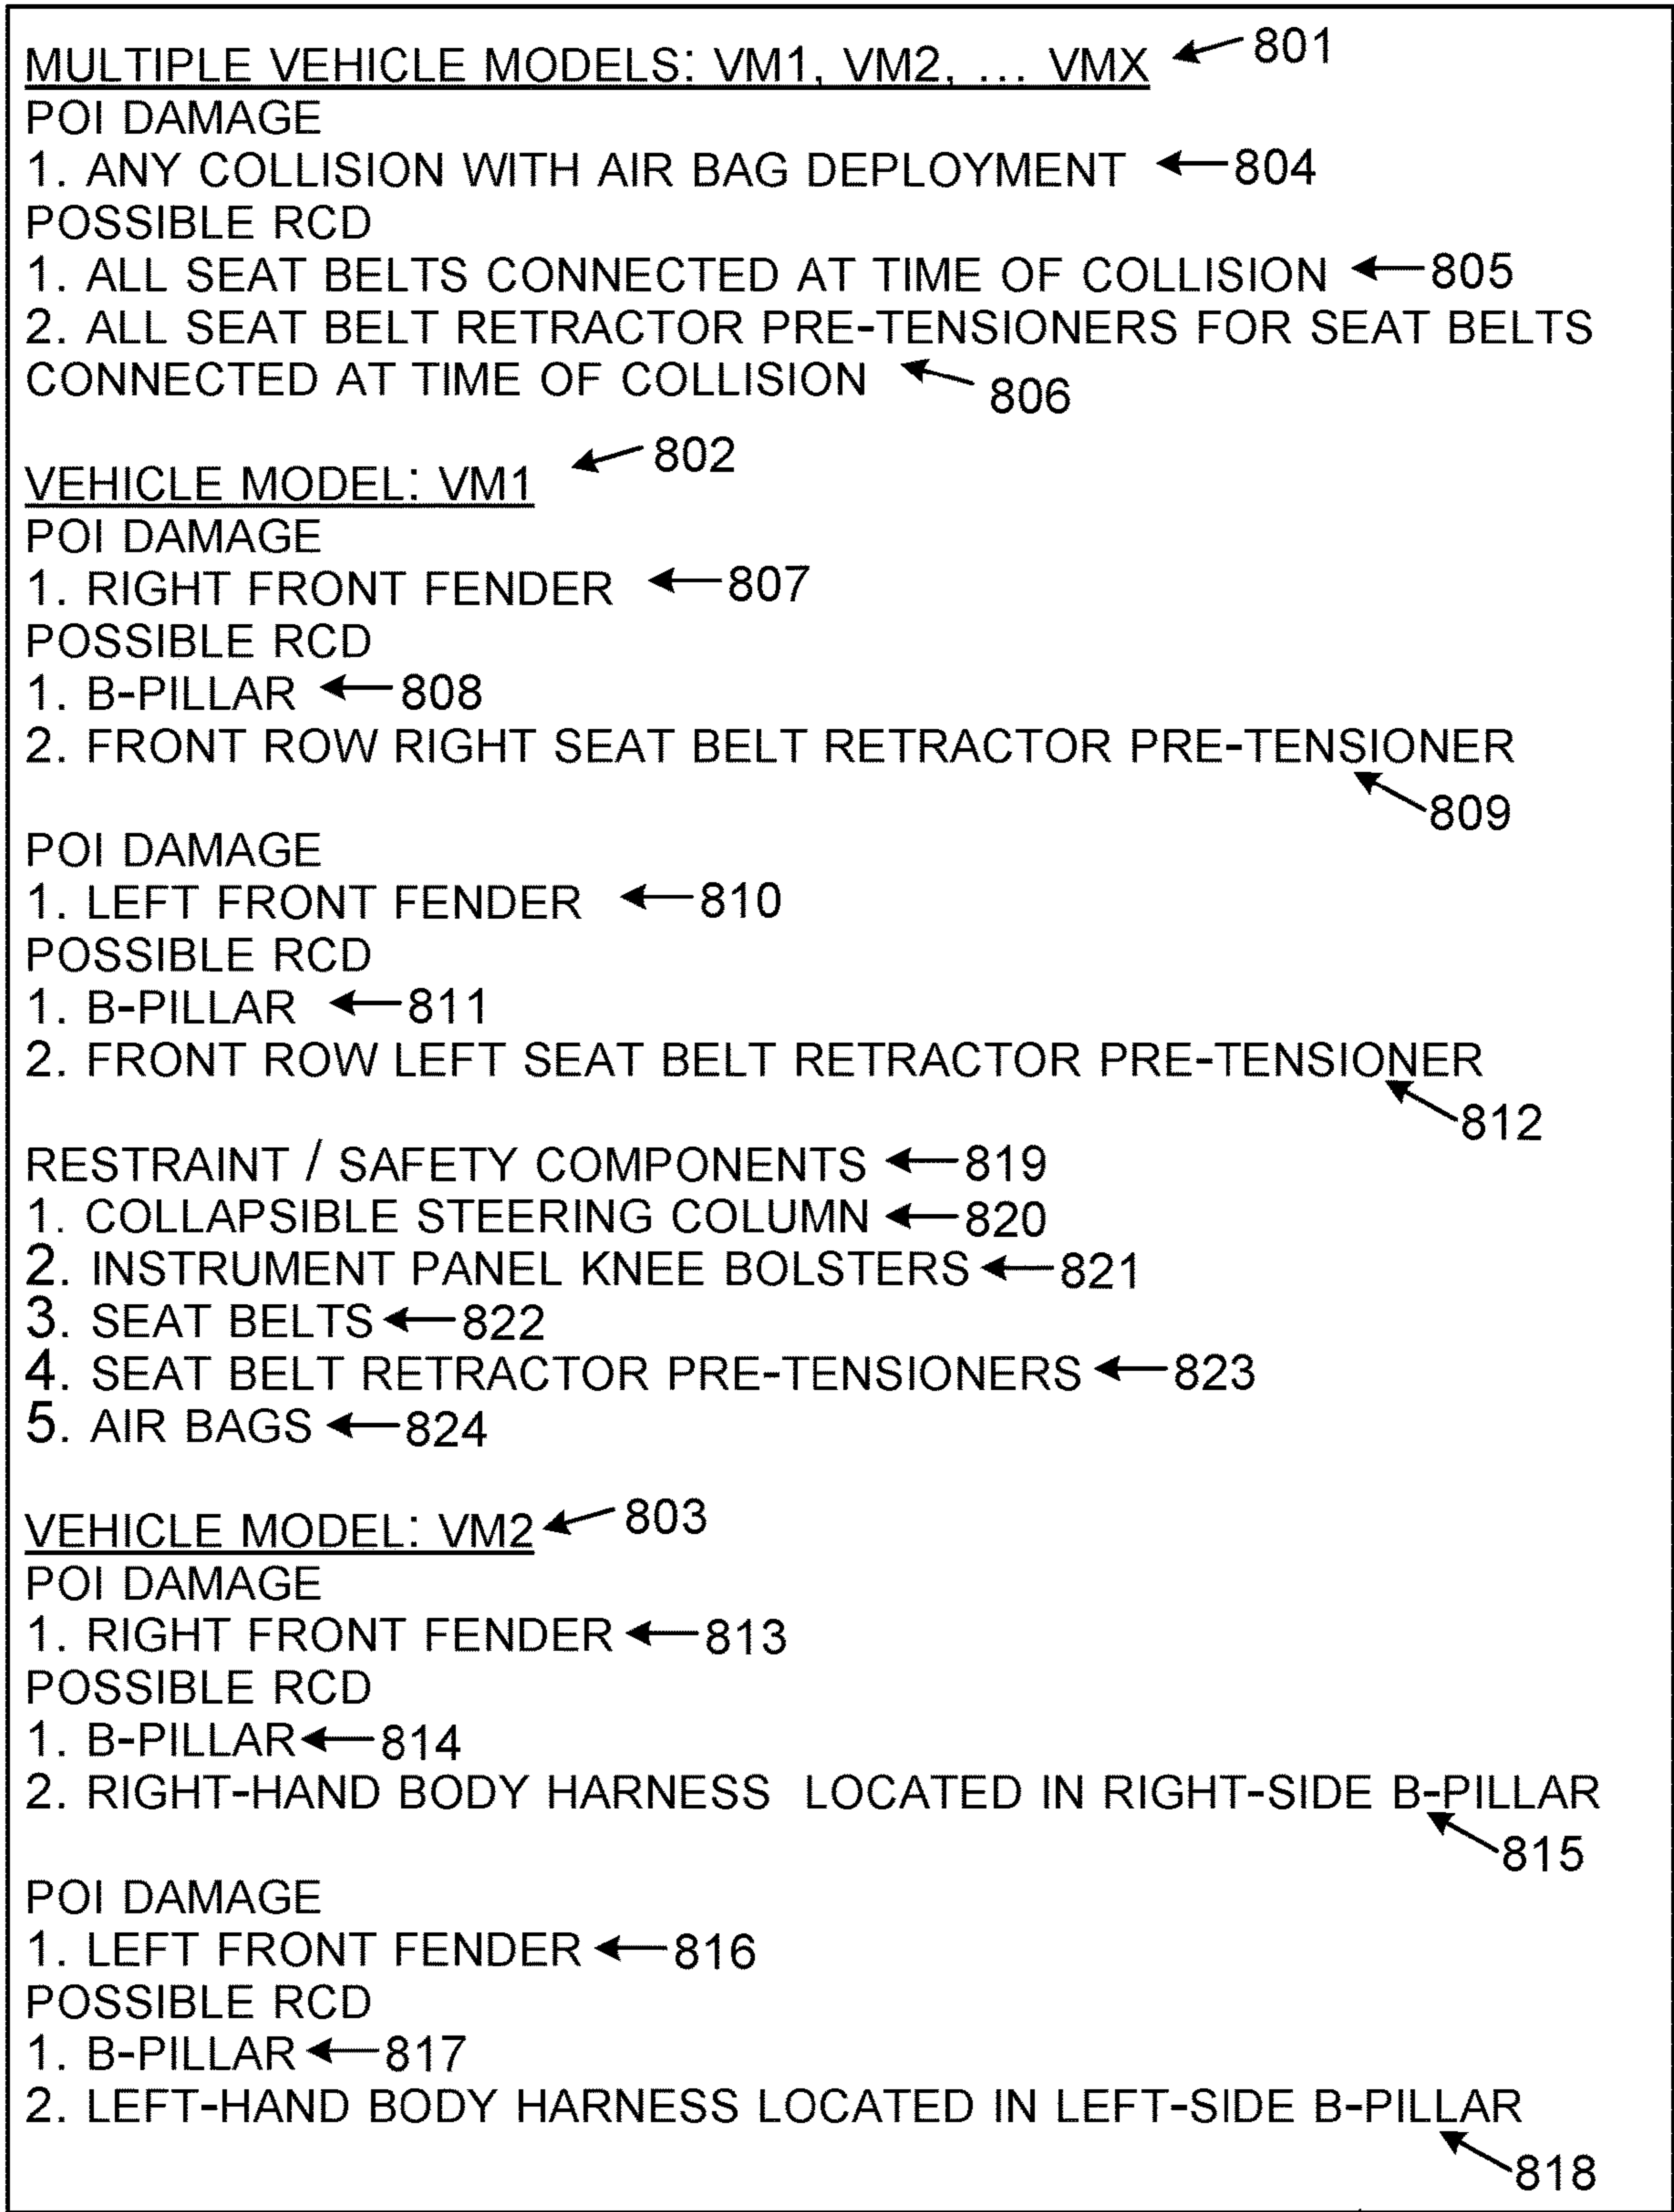 MULTIPLE VEHICLE MODELS: VM1, VM2, ... VMX 801
POI DAMAGE
1. ANY COLLISION WITH AIR BAG DEPLOYMENT 804
POSSIBLE RCD
1. ALL SEAT BELTS CONNECTED AT TIME OF COLLISION 805
2. ALL SEAT BELT RETRACTOR PRE-TENSIONERS FOR SEAT BELTS
CONNECTED AT TIME OF COLLISION 806
VEHICLE MODEL: VM1 802
POI DAMAGE
1. RIGHT FRONT FENDER 807
POSSIBLE RCD
1. B-PILLAR 808
2. FRONT ROW RIGHT SEAT BELT RETRACTOR PRE-TENSIONER
809
POI DAMAGE
1. LEFT FRONT FENDER 810
POSSIBLE RCD
1. B-PILLAR 811
2. FRONT ROW LEFT SEAT BELT RETRACTOR PRE-TENSIONER
812
RESTRAINT / SAFETY COMPONENTS 819
1. COLLAPSIBLE STEERING COLUMN 820
2. INSTRUMENT PANEL KNEE BOLSTERS 821
3. SEAT BELTS 822
4. SEAT BELT RETRACTOR PRE-TENSIONERS 823
5. AIR BAGS 824
VEHICLE MODEL: VM2 803
POI DAMAGE
1. RIGHT FRONT FENDER 813
POSSIBLE RCD
1. B-PILLAR 814
2. RIGHT-HAND BODY HARNESS LOCATED IN RIGHT-SIDE B-PILLAR
815
POI DAMAGE
1. LEFT FRONT FENDER 816
POSSIBLE RCD
1. B-PILLAR 817
2. LEFT-HAND BODY HARNESS LOCATED IN LEFT-SIDE B-PILLAR
818